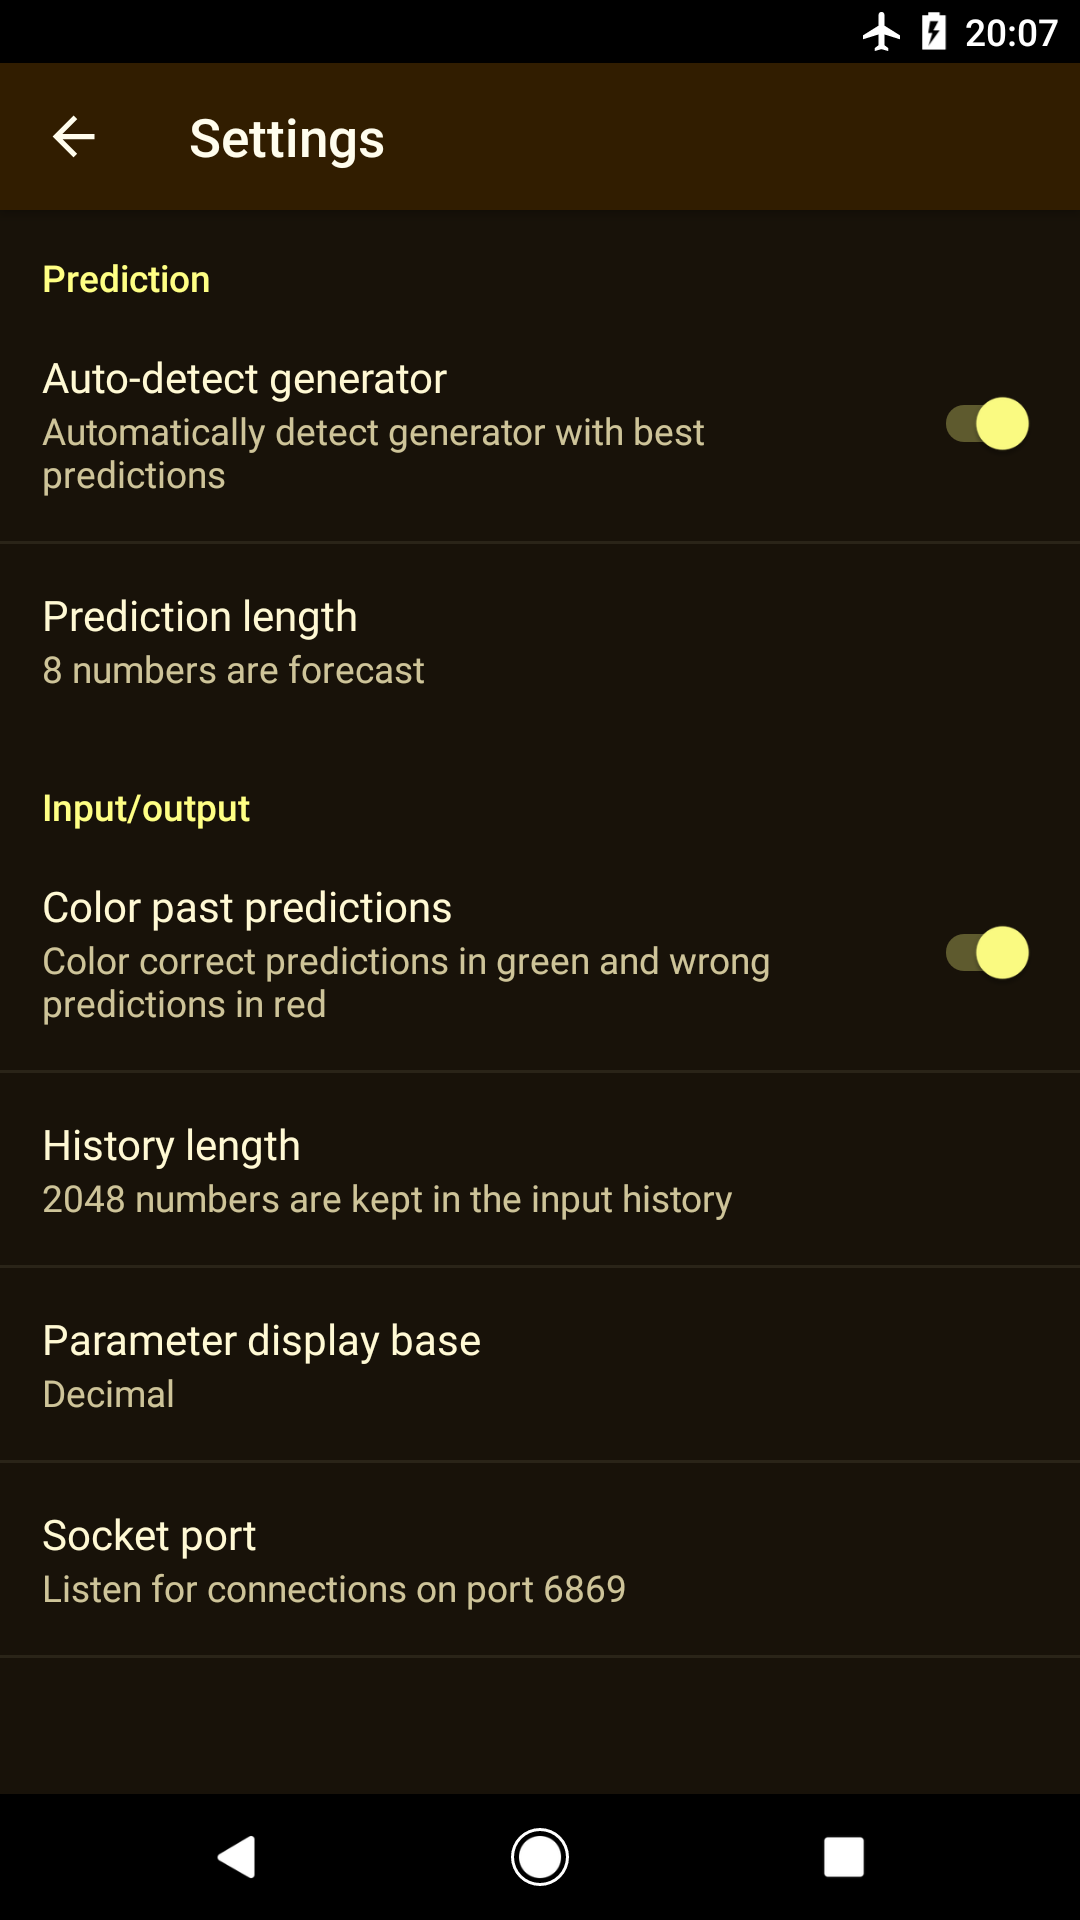 20:07
Settings
Prediction
Auto-detect generator
Automatically detect generator with best
predictions
Prediction length
8 numbers are forecast
Input/output
Color past predictions
Color correct predictions in green and wrong
predictions in red
History length
2048 numbers are kept in the input history
Parameter display base
Decimal
Socket port
Listen for connections on port 6869